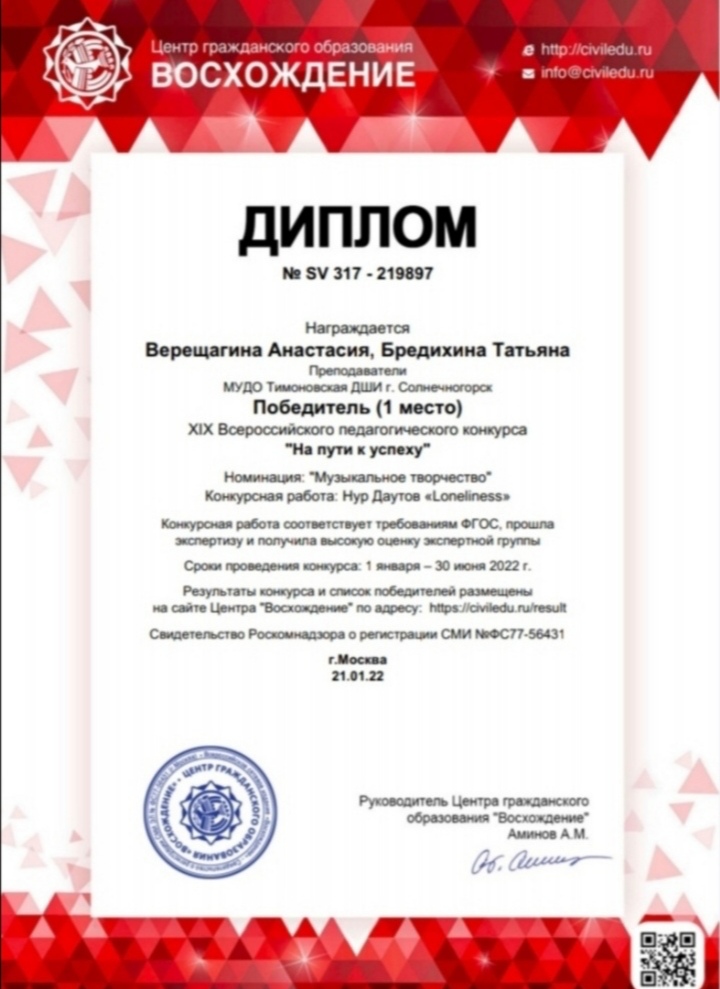 Центр гражданского образования
ВОСХОЖДЕНИЕ
http://civiledu.ru
info@civiledu.ru
ДИПЛОМ
№ SV 317 - 219897
Награждается
Верещагина Анастасия, Бредихина Татьяна
Преподаватели
МУДО Тимоновская ДШИ г. Солнечногорск
Победитель (1 место)
XIX Всероссийского педагогического конкурса
"На пути к успеху"
Номинация: "Музыкальное творчество"
Конкурсная работа: Нур Даутов «Loneliness»
Конкурсная работа соответствует требованиям ФГОС, прошла
экспертизу и получила высокую оценку экспертной группы
Сроки проведения конкурса: 1 января – 30 июня 2022 г.
Результаты конкурса и список победителей размещены
на сайте Центра "Восхождение" по адресу: https://civiledu.ru/result
Свидетельство Роскомнадзора о регистрации СМИ №ФС77-56431
г.Москва
21.01.22
ЦЕНТР ГРАЖДАНСКОГО ОБРАЗОВАНИЯ «ВОСХОЖДЕНИЕ»
Руководитель Центра гражданского
образования "Восхождение"
Аминов А.М.